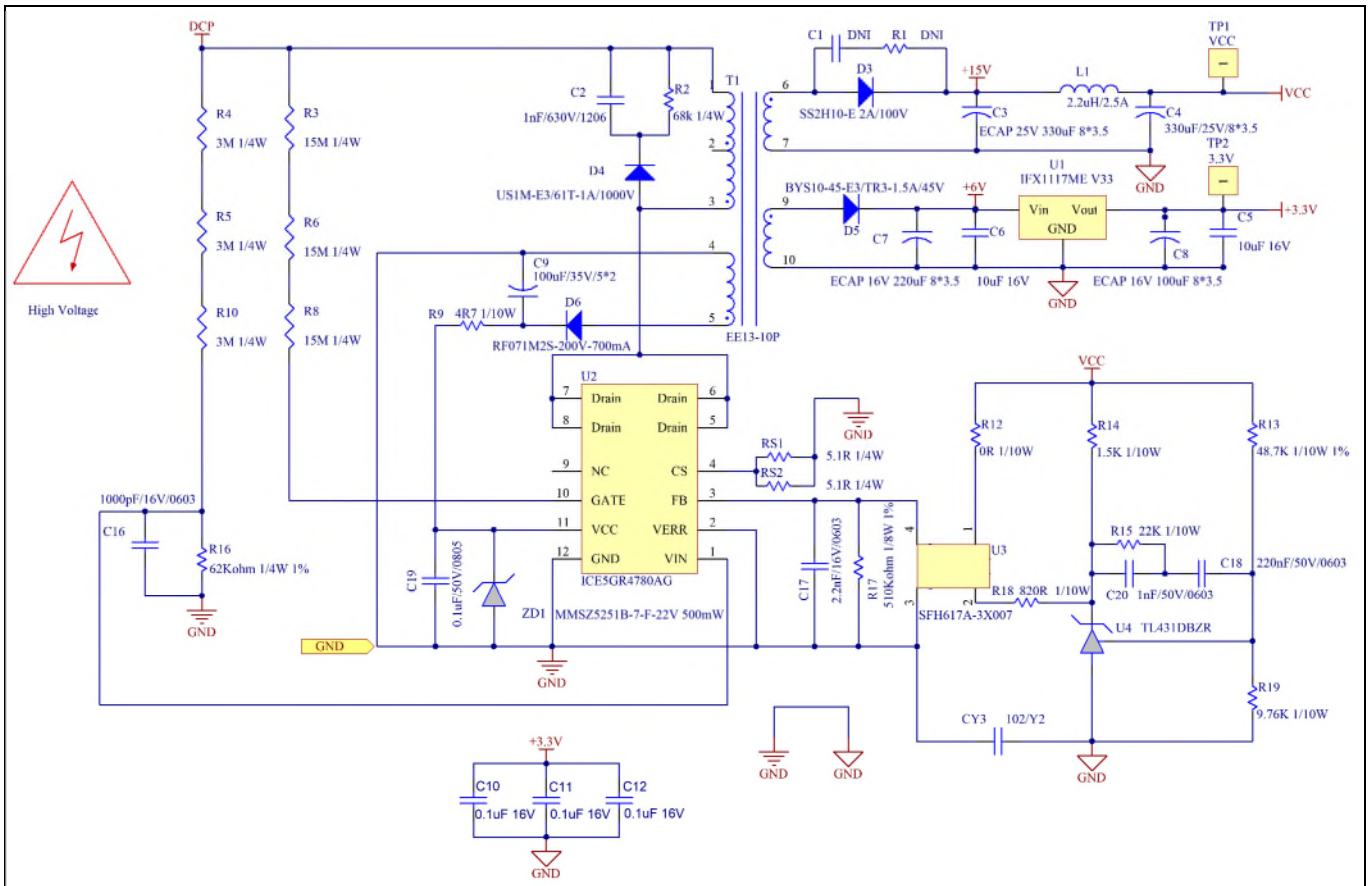 DCP
C1
DNI
R1
DNI
TP1
VCC
T1
1
2
3
6
7
D3
SS2H10-E 2A/100V
+15V
L1
2.2uH/2.5A
VCC
C2
1nF/630V/1206
R2
68k 1/4W
C3
ECAP 25V 330uF 8*3.5
C4
330uF/25V/8*3.5
GND
TP2
3.3V
R4
3M 1/4W
R3
15M 1/4W
D4
US1M-E3/61T-1A/1000V
BYS10-45-E3/TR3-1.5A/45V
+6V
U1
IFX1117ME V33
Vin
Vout
GND
+3.3V
9
10
D5
C7
C6
C8
C5
10uF 16V
ECAP 16V 220uF 8*3.5
10uF 16V
ECAP 16V 100uF 8*3.5
GND
High Voltage
R5
3M 1/4W
R6
15M 1/4W
4
5
C9
100uF/35V/5*2
R9
4R7 1/10W
D6
RF071M2S-200V-700mA
EE13-10P
R10
3M 1/4W
R8
15M 1/4W
U2
7
Drain
Drain
6
8
Drain
Drain
5
9
NC
CS
4
10
GATE
FB
3
11
VCC
VERR
2
12
GND
VIN
1
ICE5GR4780AG
GND
RS1
5.1R 1/4W
RS2
5.1R 1/4W
VCC
R12
0R 1/10W
R14
1.5K 1/10W
R13
48.7K 1/10W 1%
1000pF/16V/0603
C16
R16
62Kohm 1/4W 1%
GND
C19
0.1uF/50V/0805
ZD1
MMSZ5251B-7-F-22V 500mW
C17
2.2nF/16V/0603
R17
510Kohm 1/8W 1%
4
1
U3
3
2
SFH617A-3X007
R15
22K 1/10W
C18
220nF/50V/0603
C20
1nF/50V/0603
R18
820R
1/10W
U4
TL431DBZR
GND
GND
R19
9.76K 1/10W
CY3
102/Y2
GND
GND
GND
+3.3V
C10
C11
C12
0.1uF 16V
0.1uF 16V
0.1uF 16V
GND